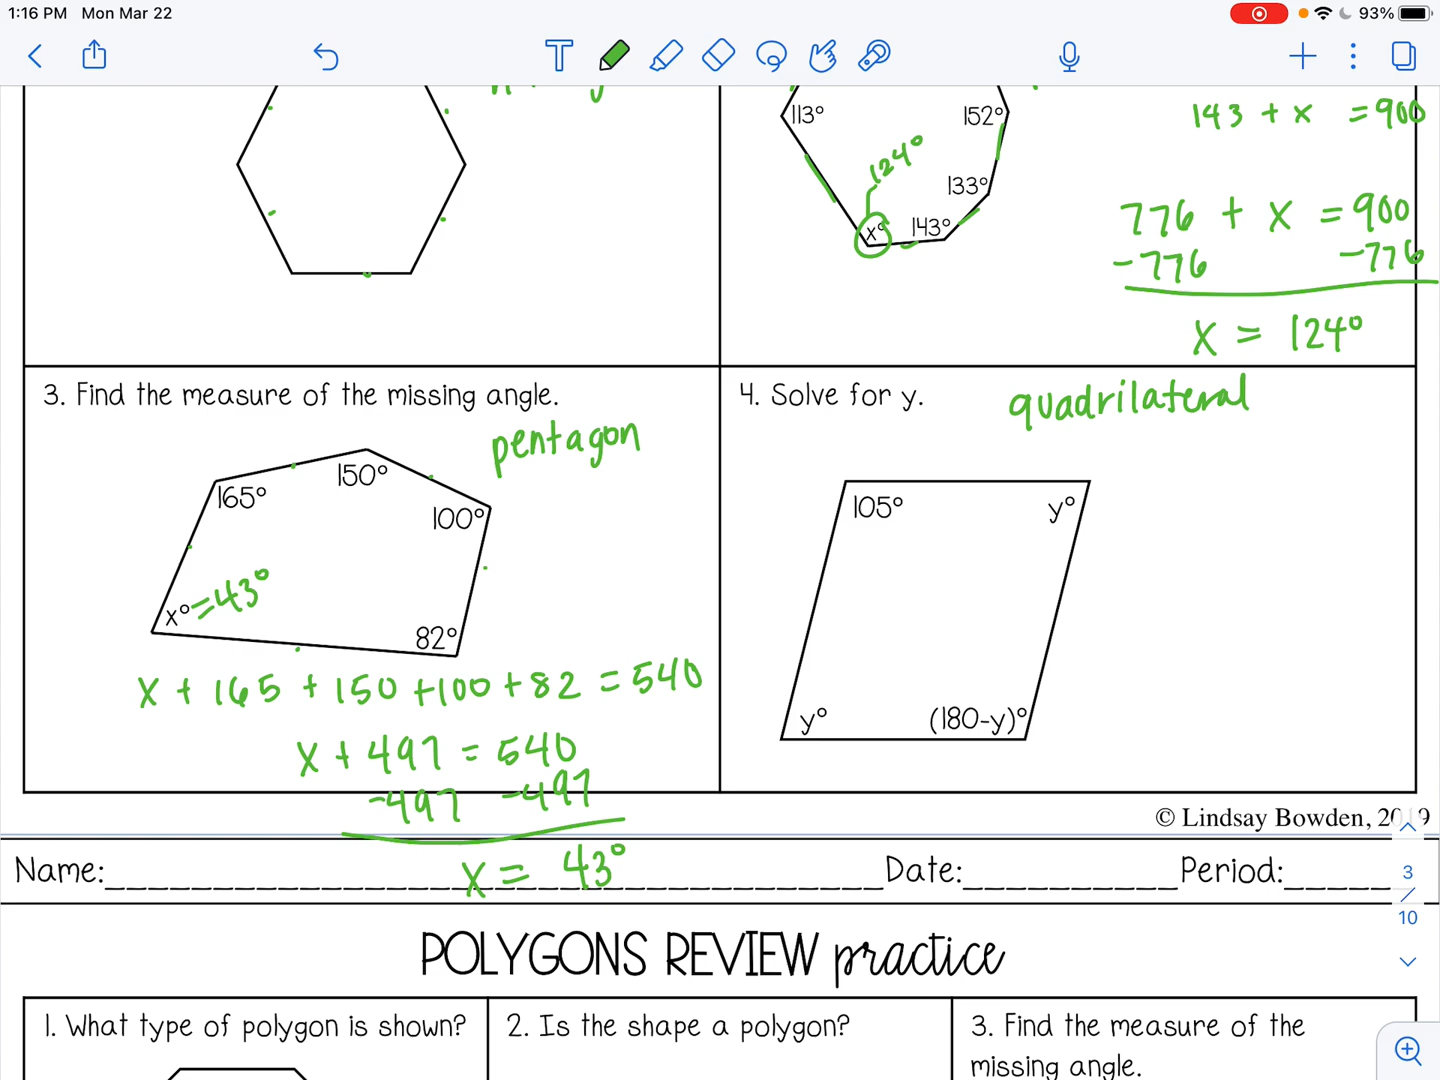 1:16 PM Mon Mar 22
93%
T
113°
152°
124°
133°
x°
143°
143 + x = 900
776 + x = 900
-776 -776
x = 124°
3. Find the measure of the missing angle.
pentagon
165°
150°
100°
x° = 43°
82°
x + 165 + 150 + 100 + 82 = 540
x + 497 = 540
-497 -497
x = 43°
4. Solve for y.
quadrilateral
105°
y°
y°
(180-y)°
© Lindsay Bowden, 2019
Name:____________________ Date:__________ Period:_____
3
/
10
POLYGONS REVIEW practice
1. What type of polygon is shown?
2. Is the shape a polygon?
3. Find the measure of the
missing angle.